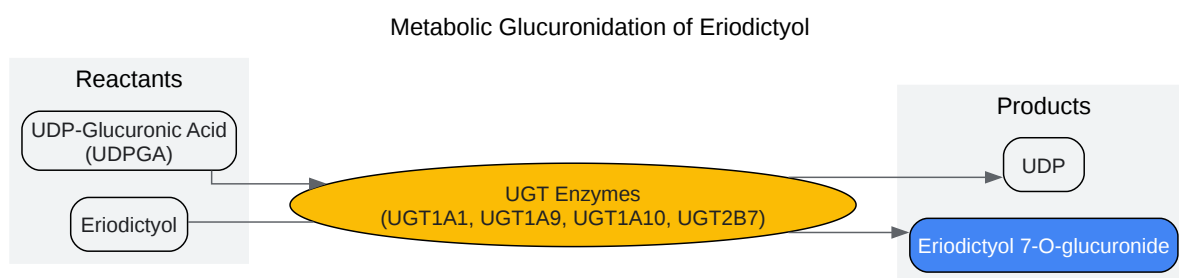 Metabolic Glucuronidation of Eriodictyol
Reactants
UDP-Glucuronic Acid
(UDPGA)
Eriodictyol
UGT Enzymes
(UGT1A1, UGT1A9, UGT1A10, UGT2B7)
Products
UDP
Eriodictyol 7-O-glucuronide